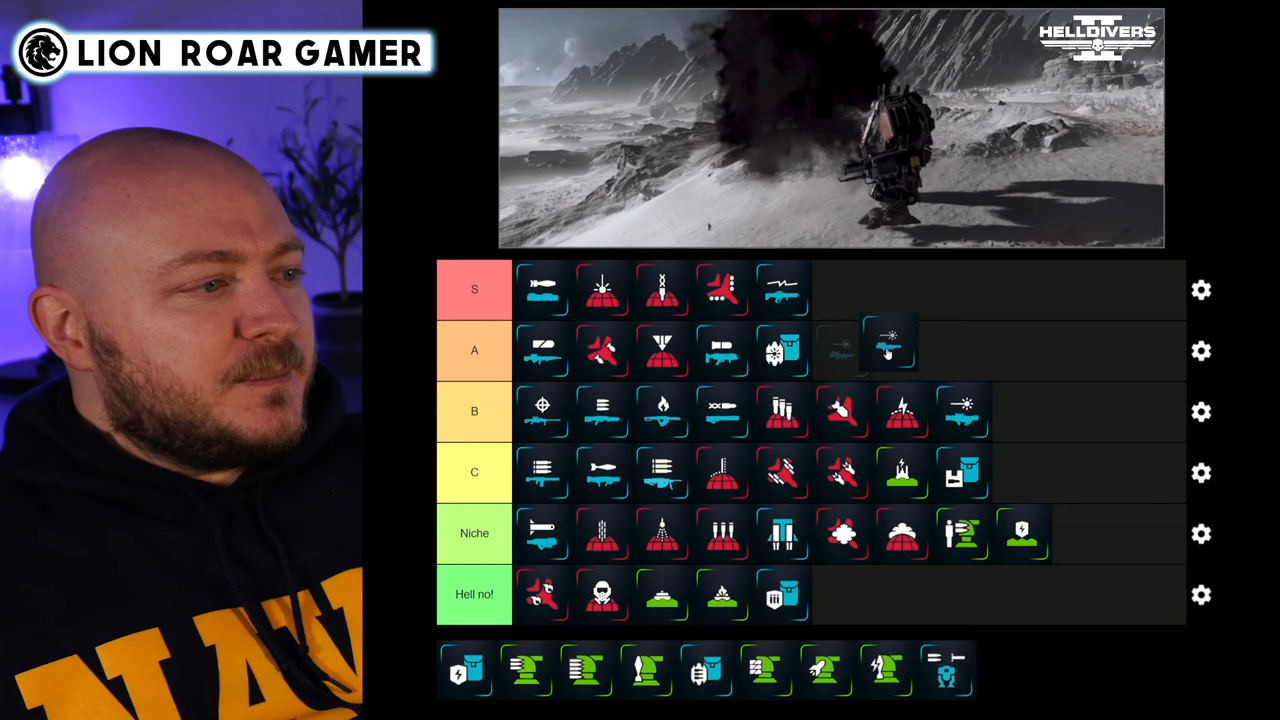 LION ROAR GAMER
HELLDIVERS
II
S
A
B
C
Niche
Hell no!
NAV